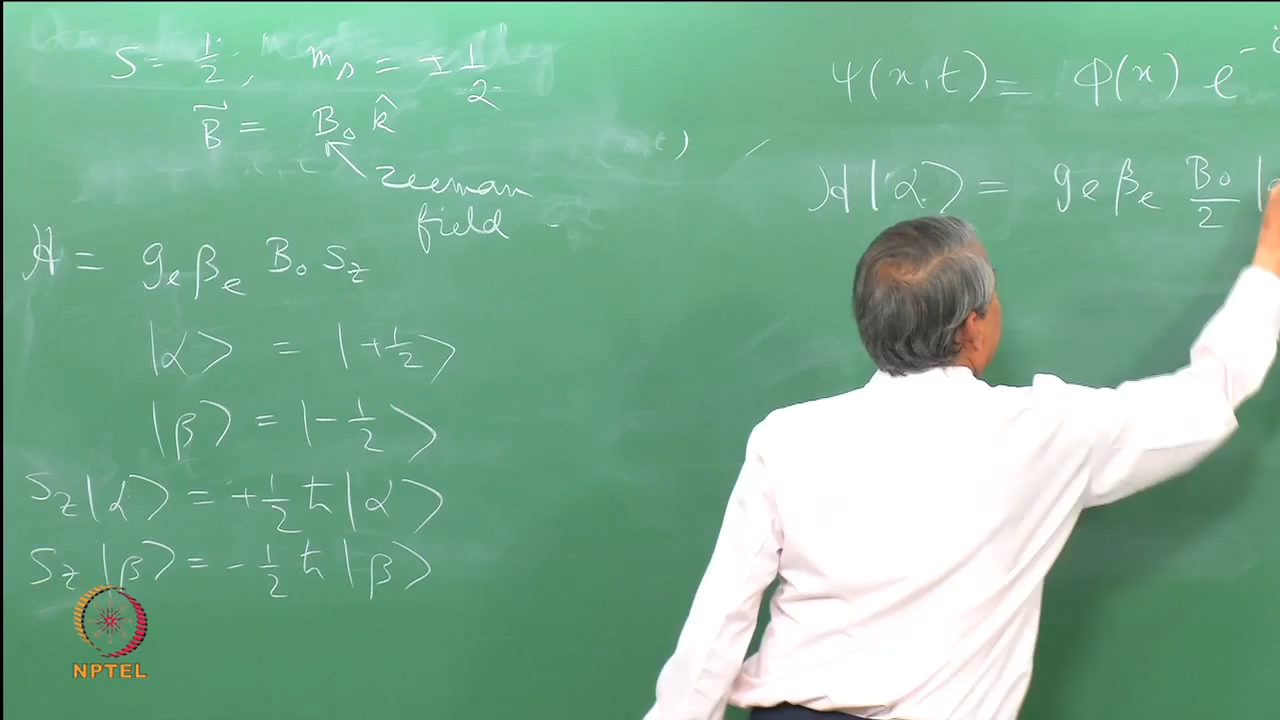 S = 1/2, m_s = ± 1/2
B⃗ = B₀ k̂
Zeeman
field
ℋ = g_e β_e B₀ S_z
|α⟩ = |+1/2⟩
|β⟩ = |-1/2⟩
S_z|α⟩ = +1/2 ħ|α⟩
S_z|β⟩ = -1/2 ħ|β⟩
ψ(x,t) = φ(x) e^-i
ℋ|α⟩ = g_e β_e B₀/2 |
NPTEL